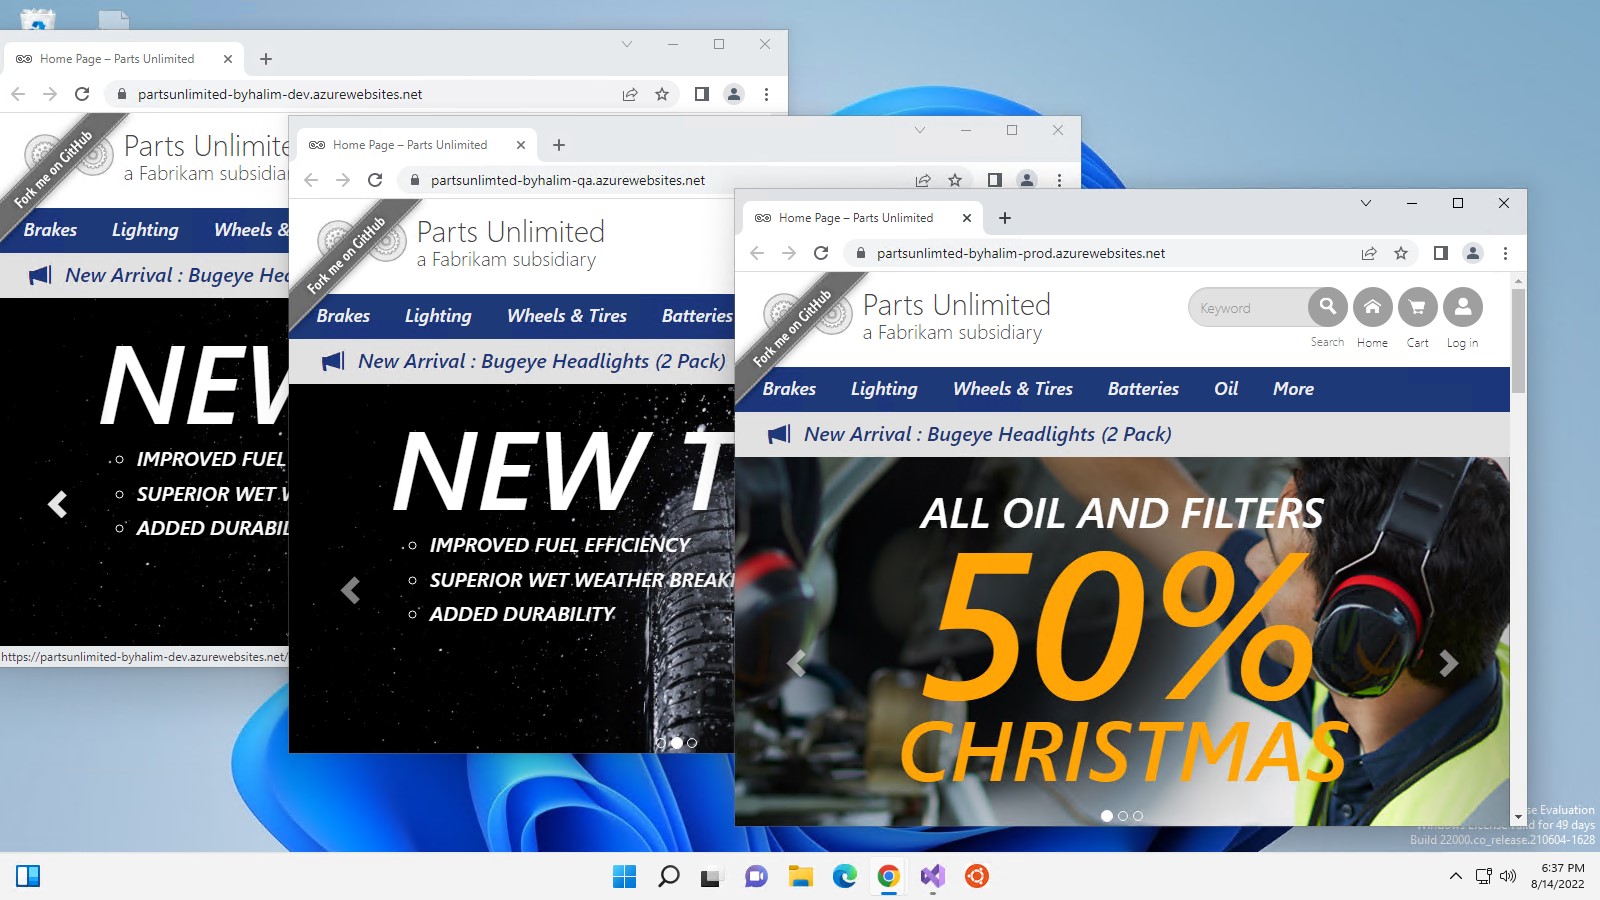 Home Page – Parts Unlimited
partsunlimited-byhalim-dev.azurewebsites.net
Fork me on GitHub
Parts Unlimite
a Fabrikam subsidiar
Brakes Lighting Wheels &
New Arrival : Bugeye Hea
NEW
IMPROVED FUEL
SUPERIOR WET W
ADDED DURABIL
https://partsunlimited-byhalim-dev.azurewebsites.net/
Home Page – Parts Unlimited
partsunlimted-byhalim-qa.azurewebsites.net
Fork me on GitHub
Parts Unlimited
a Fabrikam subsidiary
Brakes Lighting Wheels & Tires Batteries
New Arrival : Bugeye Headlights (2 Pack)
NEW T
IMPROVED FUEL EFFICIENCY
SUPERIOR WET WEATHER BREAKI
ADDED DURABILITY
Home Page – Parts Unlimited
partsunlimted-byhalim-prod.azurewebsites.net
Fork me on GitHub
Parts Unlimited
a Fabrikam subsidiary
Keyword
Search Home Cart Log in
Brakes Lighting Wheels & Tires Batteries Oil More
New Arrival : Bugeye Headlights (2 Pack)
ALL OIL AND FILTERS
50%
CHRISTMAS
se Evaluation
Windows License valid for 49 days
Build 22000.co_release.210604-1628
6:37 PM
8/14/2022